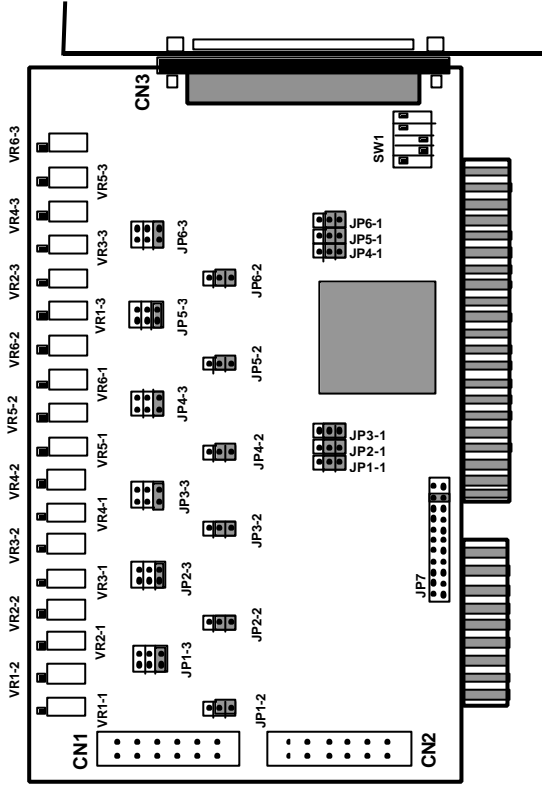 CN3
SW1
VR6-3
VR5-3
VR4-3
VR3-3
VR2-3
VR1-3
VR6-2
VR6-1
VR5-2
VR5-1
VR4-2
VR4-1
VR3-2
VR3-1
VR2-2
VR2-1
VR1-2
VR1-1
JP6-3
JP5-3
JP4-3
JP3-3
JP2-3
JP1-3
JP6-2
JP5-2
JP4-2
JP3-2
JP2-2
JP1-2
JP6-1
JP5-1
JP4-1
JP3-1
JP2-1
JP1-1
JP7
CN1
CN2